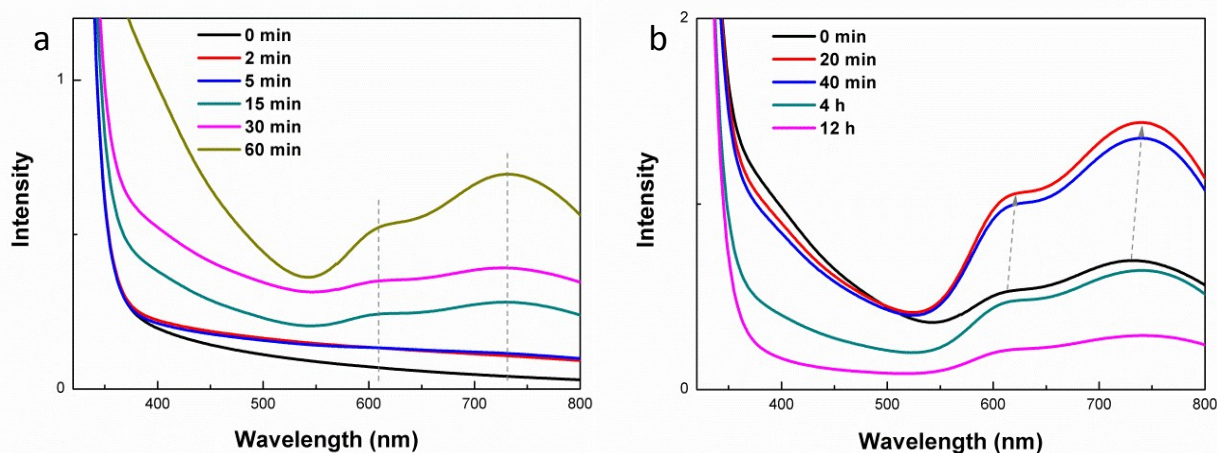 a
0 min
2 min
5 min
15 min
30 min
60 min
1
0
Intensity
400 500 600 700 800
Wavelength (nm)
b
0 min
20 min
40 min
4 h
12 h
2
0
Intensity
400 500 600 700 800
Wavelength (nm)